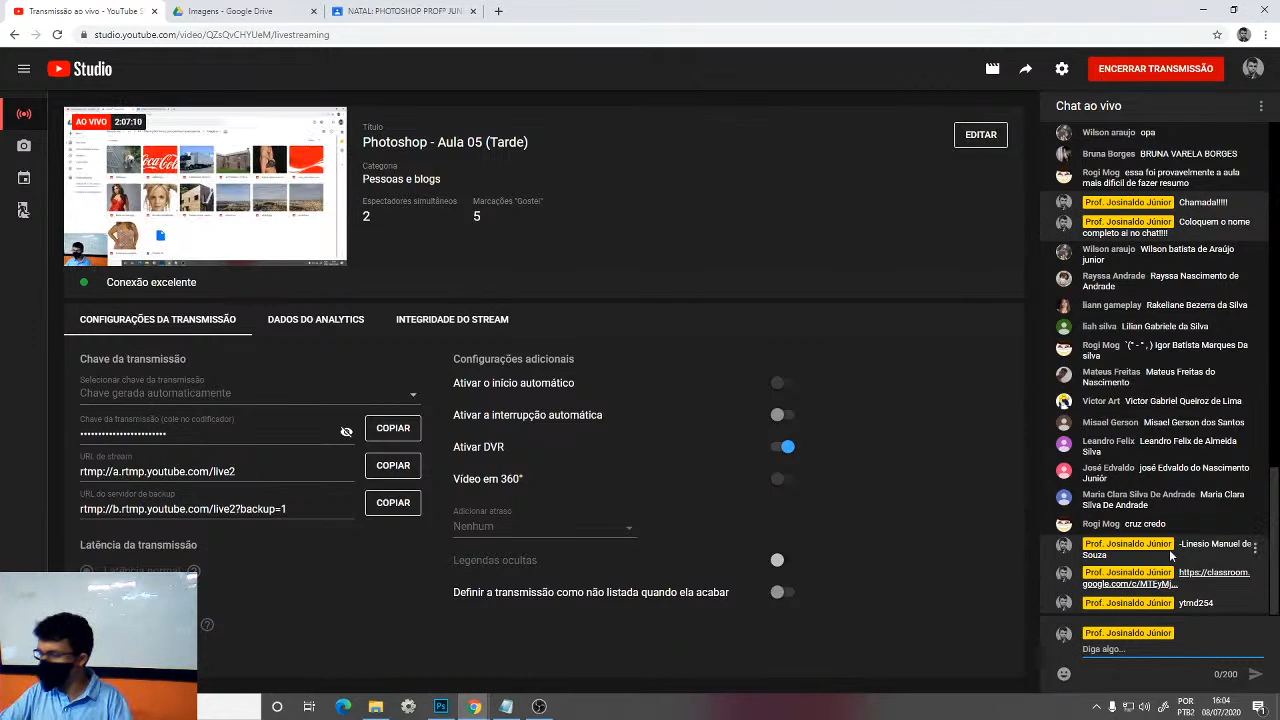 Transmissão ao vivo - YouTube S
Imagens - Google Drive
NATAL: PHOTOSHOP PROFº JUN
studio.youtube.com/video/QZsQvCHYUeM/livestreaming
Studio
ENCERRAR TRANSMISSÃO
AO VIVO 2:07:10
Título
Photoshop - Aula 05 (Tarde)
EDITAR
Categoria
Pessoas e blogs
Espectadores simultâneos
Marcações "Gostei"
2
5
Conexão excelente
CONFIGURAÇÕES DA TRANSMISSÃO
DADOS DO ANALYTICS
INTEGRIDADE DO STREAM
Chave da transmissão
Selecionar chave da transmissão
Chave gerada automaticamente
Chave da transmissão (cole no codificador)
COPIAR
URL de stream
rtmp://a.rtmp.youtube.com/live2
COPIAR
URL do servidor de backup
rtmp://b.rtmp.youtube.com/live2?backup=1
COPIAR
Latência da transmissão
Latência normal
Configurações adicionais
Ativar o início automático
Ativar a interrupção automática
Ativar DVR
Vídeo em 360°
Adicionar atraso
Nenhum
Legendas ocultas
a transmissão como não listada quando ela acabar
Chat ao vivo
Wilson araujo opa
Rogi Mog essa foi provavelmente a aula
mais dificil de fazer resumo
Prof. Josinaldo Júnior Chamada!!!!!
Prof. Josinaldo Júnior Coloquem o nome
completo ai no chat!!!!
Wilson araujo Wilson batista de Araújo
junior
Rayssa Andrade Rayssa Nascimento de
Andrade
liann gameplay Rakeliane Bezerra da Silva
liah silva Lilian Gabriele da Silva
Rogi Mog `(* - * , ) Igor Batista Marques Da
silva
Mateus Freitas Mateus Freitas do
Nascimento
Victor Art Victor Gabriel Queiroz de Lima
Misael Gerson Misael Gerson dos Santos
Leandro Felix Leandro Felix de Almeida
José Edvaldo josé Edvaldo do Nascimento
Juniór
Maria Clara Silva De Andrade Maria Clara
Silva De Andrade
Rogi Mog cruz credo
Prof. Josinaldo Júnior -Linesio Manuel de
Souza
Prof. Josinaldo Júnior https://classroom.
google.com/c/MTEyMj...
Prof. Josinaldo Júnior ytmd254
Prof. Josinaldo Júnior
Diga algo...
0/200
Ps
POR
PTB2
16:04
08/07/2020